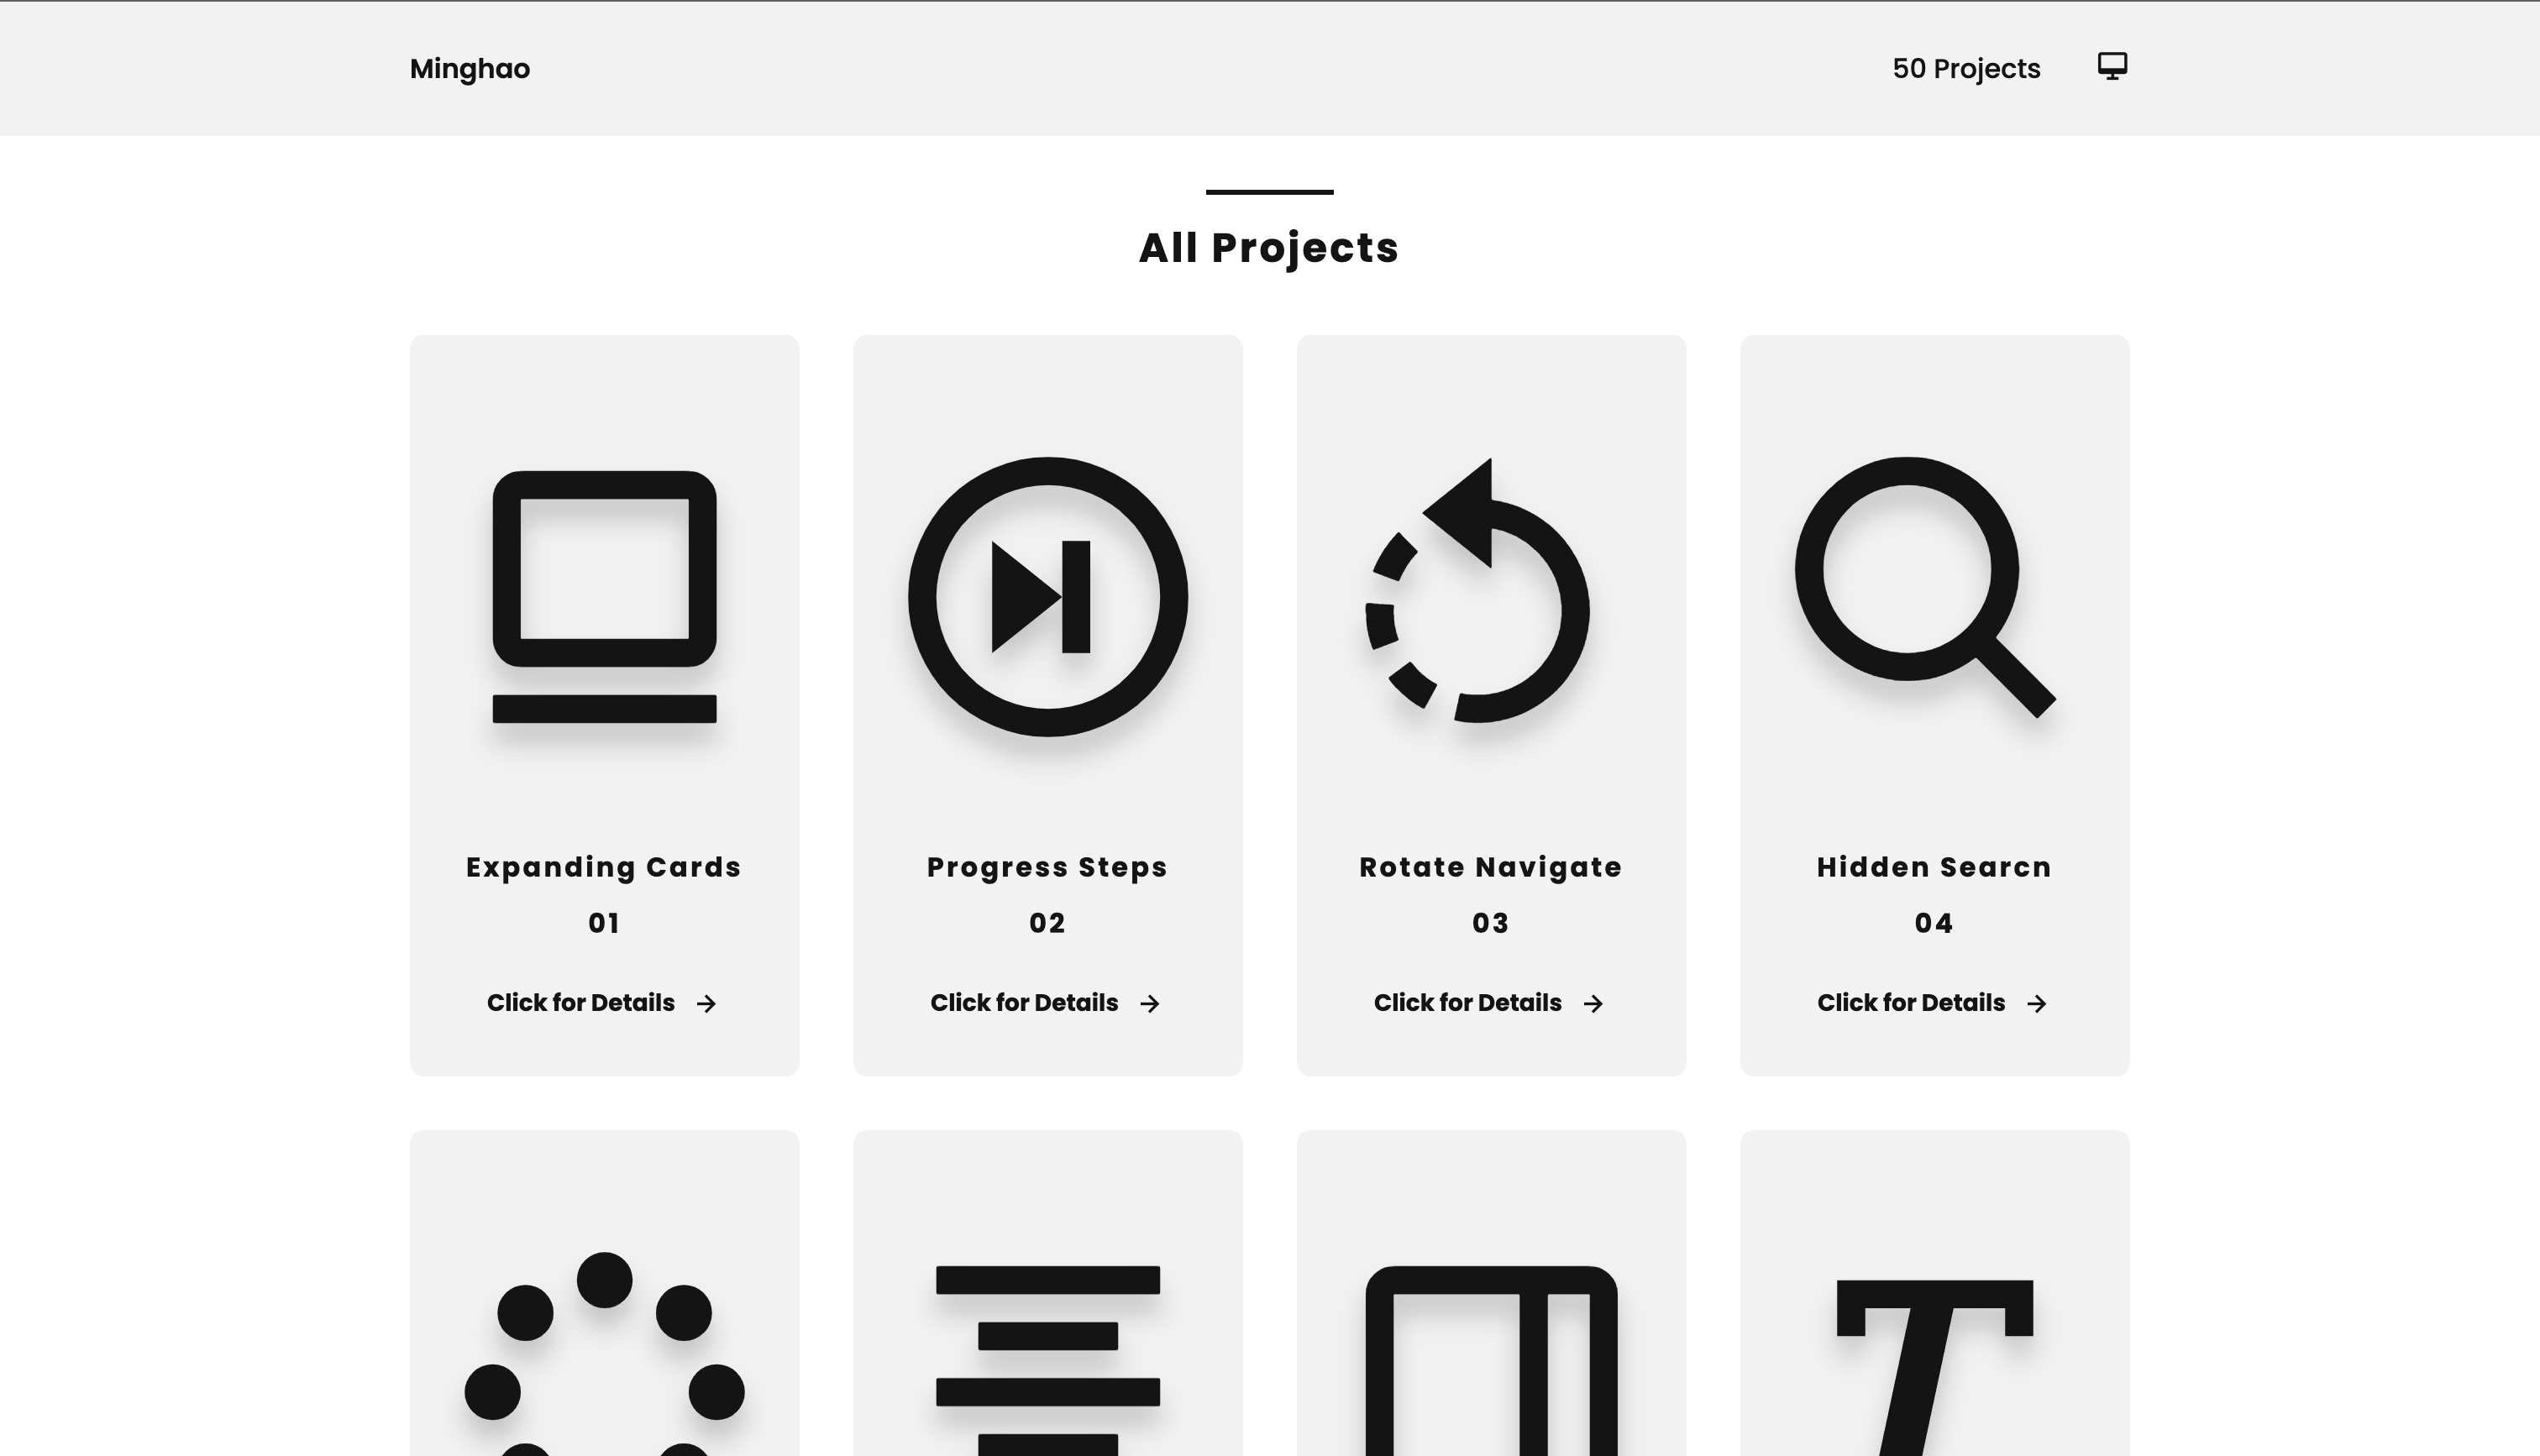 Minghao
50 Projects
All Projects
Expanding Cards
01
Click for Details
Progress Steps
02
Click for Details
Rotate Navigate
03
Click for Details
Hidden Searcn
04
Click for Details